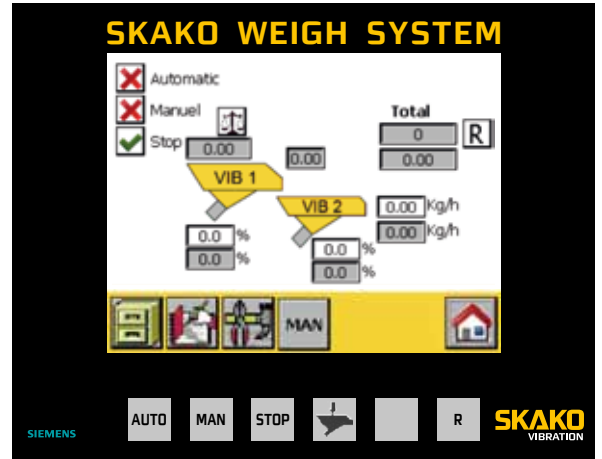 SKAKO WEIGH SYSTEM
Automatic
Manuel
Stop
Total
0
R
0.00
0.00
0.00
VIB 1
VIB 2
0.00 Kg/h
0.00 Kg/h
0.0 %
0.0 %
0.0 %
0.0 %
MAN
AUTO MAN STOP R
SIEMENS
SKAKO
VIBRATION